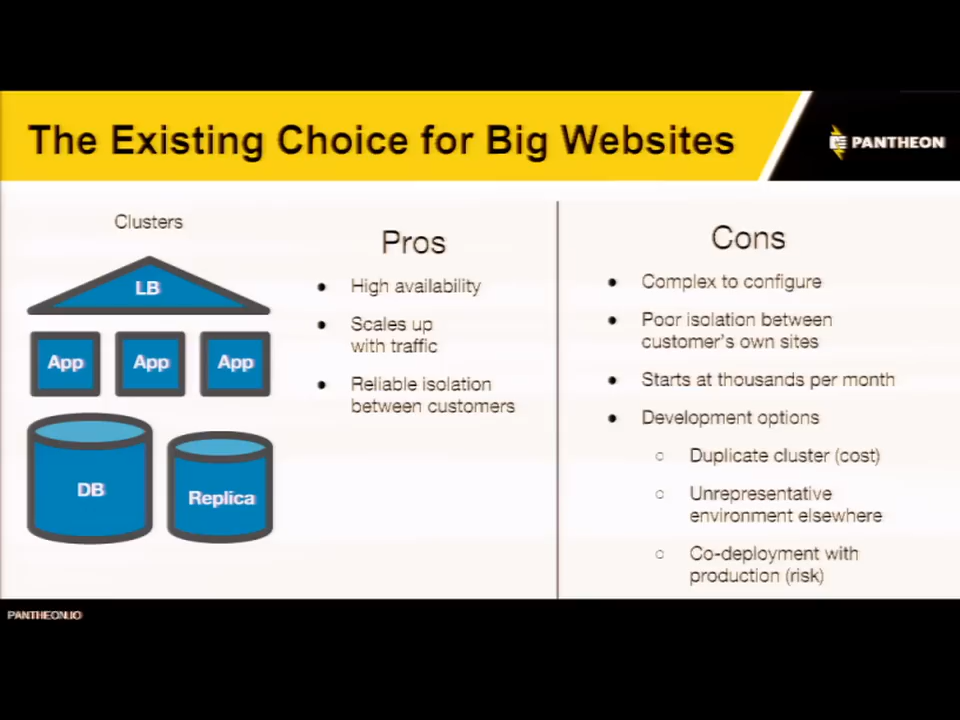 The Existing Choice for Big Websites
PANTHEON
Clusters
LB
App
App
App
DB
Replica
Pros
● High availability
● Scales up
with traffic
● Reliable isolation
between customers
Cons
● Complex to configure
● Poor isolation between
customer's own sites
● Starts at thousands per month
● Development options
○ Duplicate cluster (cost)
○ Unrepresentative
environment elsewhere
○ Co-deployment with
production (risk)
PANTHEON.IO